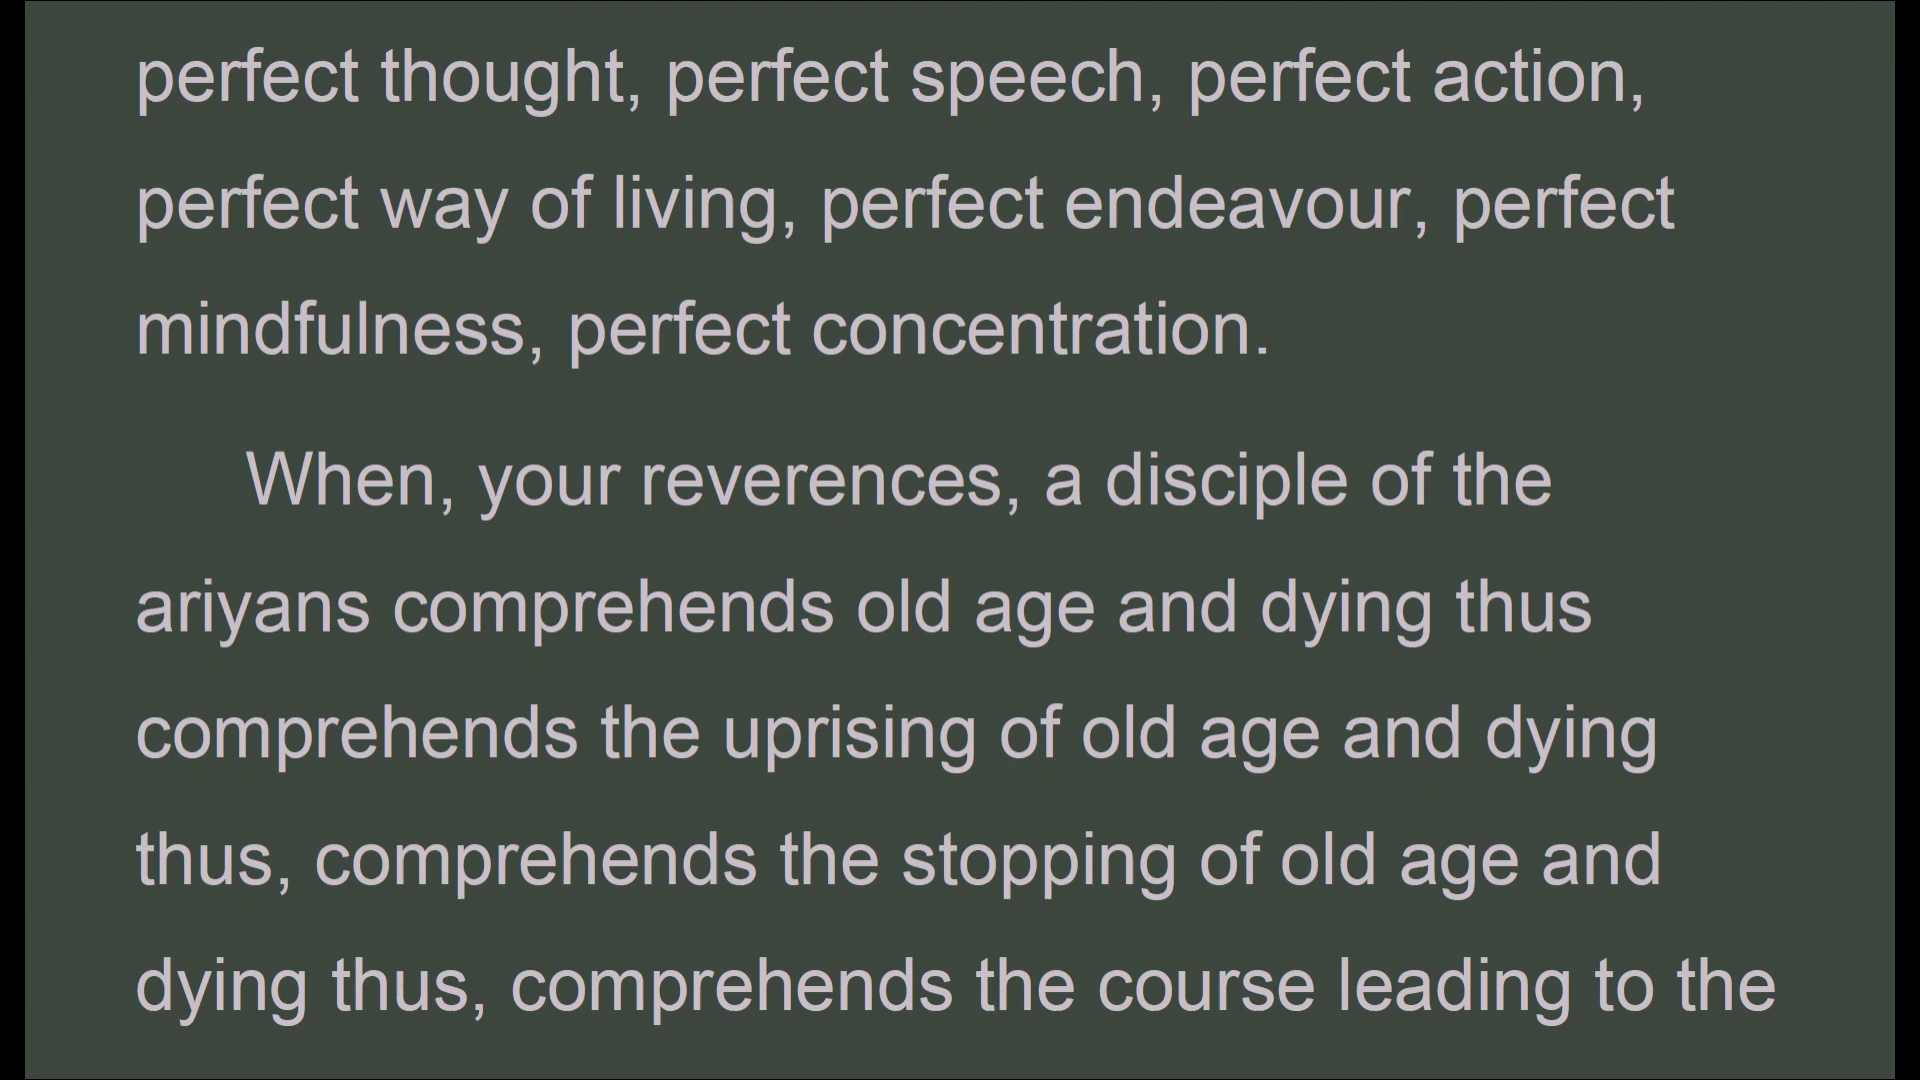 perfect thought, perfect speech, perfect action,
perfect way of living, perfect endeavour, perfect
mindfulness, perfect concentration.
When, your reverences, a disciple of the
ariyans comprehends old age and dying thus
comprehends the uprising of old age and dying
thus, comprehends the stopping of old age and
dying thus, comprehends the course leading to the